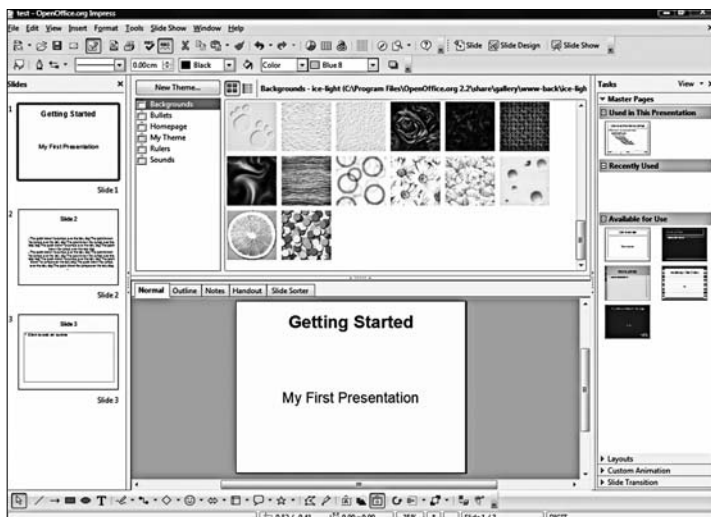 test - OpenOffice.org Impress
File Edit View Insert Format Tools Slide Show Window Help
Slide Slide Design Slide Show
0.00cm Black Color Blue 8
Slides
1
Getting Started
My First Presentation
Slide 1
2
Slide 2
Slide 2
3
Slide 3
Slide 3
New Theme...
Backgrounds
Bullets
Homepage
My Theme
Rulers
Sounds
Backgrounds - ice-light (C:\Program Files\OpenOffice.org 2.2\share\gallery\www-back\ice-ligh
Normal Outline Notes Handout Slide Sorter
Getting Started
My First Presentation
Tasks View
Master Pages
Used in This Presentation
Recently Used
Available for Use
Layouts
Custom Animation
Slide Transition